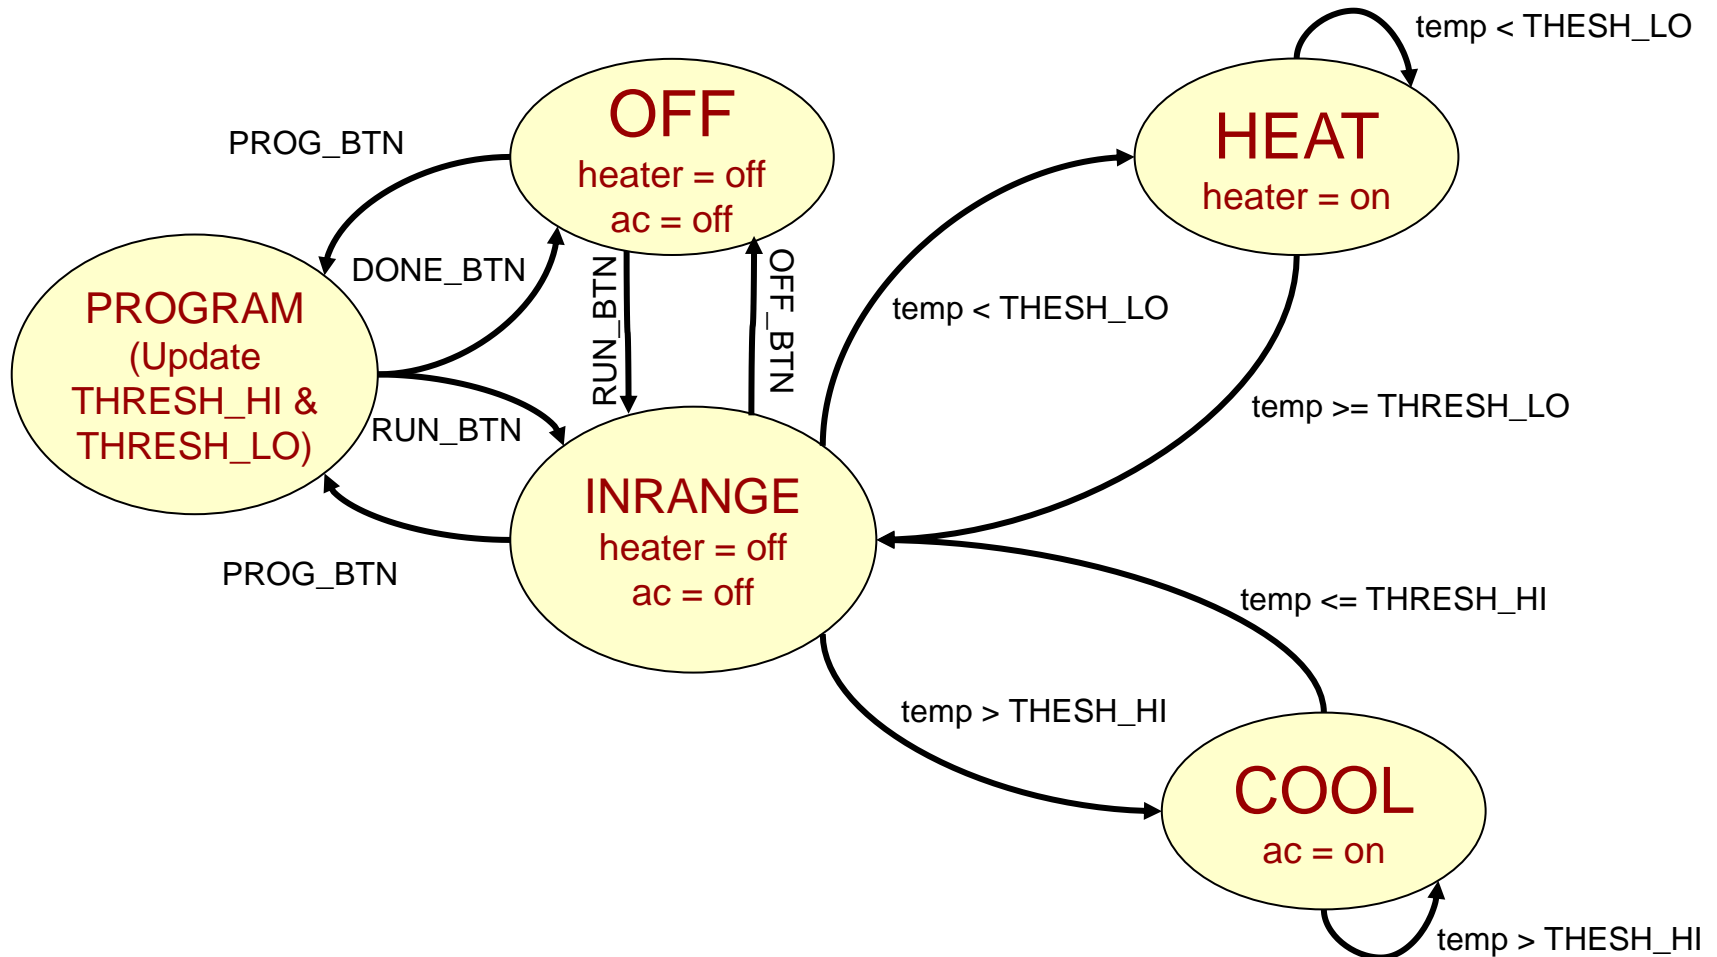 temp < THESH_LO
OFF
heater = off
ac = off
HEAT
heater = on
PROG_BTN
DONE_BTN
PROGRAM
(Update
THRESH_HI &
THRESH_LO)
RUN_BTN
OFF_BTN
temp < THESH_LO
temp >= THRESH_LO
RUN_BTN
INRANGE
heater = off
ac = off
PROG_BTN
temp <= THRESH_HI
temp > THESH_HI
COOL
ac = on
temp > THESH_HI